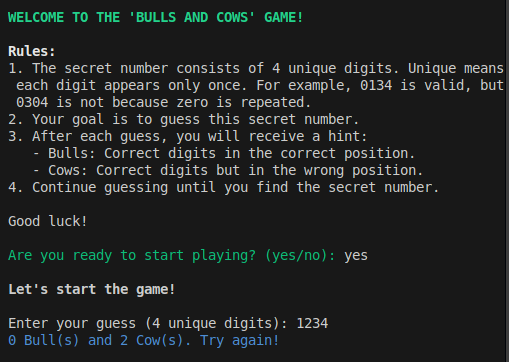 WELCOME TO THE 'BULLS AND COWS' GAME!
Rules:
1. The secret number consists of 4 unique digits. Unique means
each digit appears only once. For example, 0134 is valid, but
0304 is not because zero is repeated.
2. Your goal is to guess this secret number.
3. After each guess, you will receive a hint:
- Bulls: Correct digits in the correct position.
- Cows: Correct digits but in the wrong position.
4. Continue guessing until you find the secret number.
Good luck!
Are you ready to start playing? (yes/no): yes
Let's start the game!
Enter your guess (4 unique digits): 1234
0 Bull(s) and 2 Cow(s). Try again!